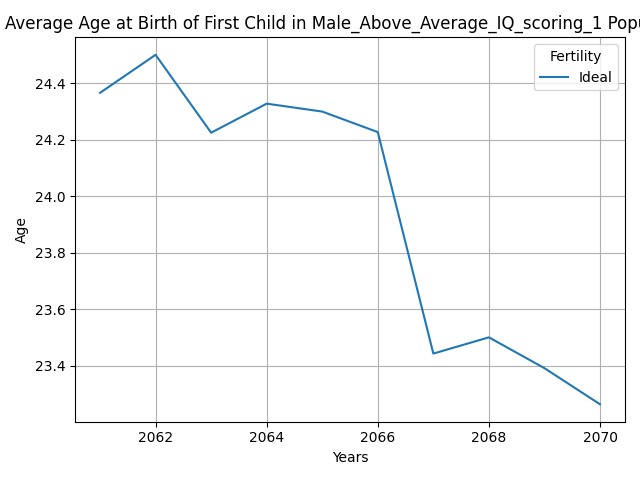 Average Age at Birth of First Child in Male_Above_Average_IQ_scoring_1 Popu
Fertility
Ideal
24.4
24.2
24.0
23.8
23.6
23.4
Age
2062 2064 2066 2068 2070
Years